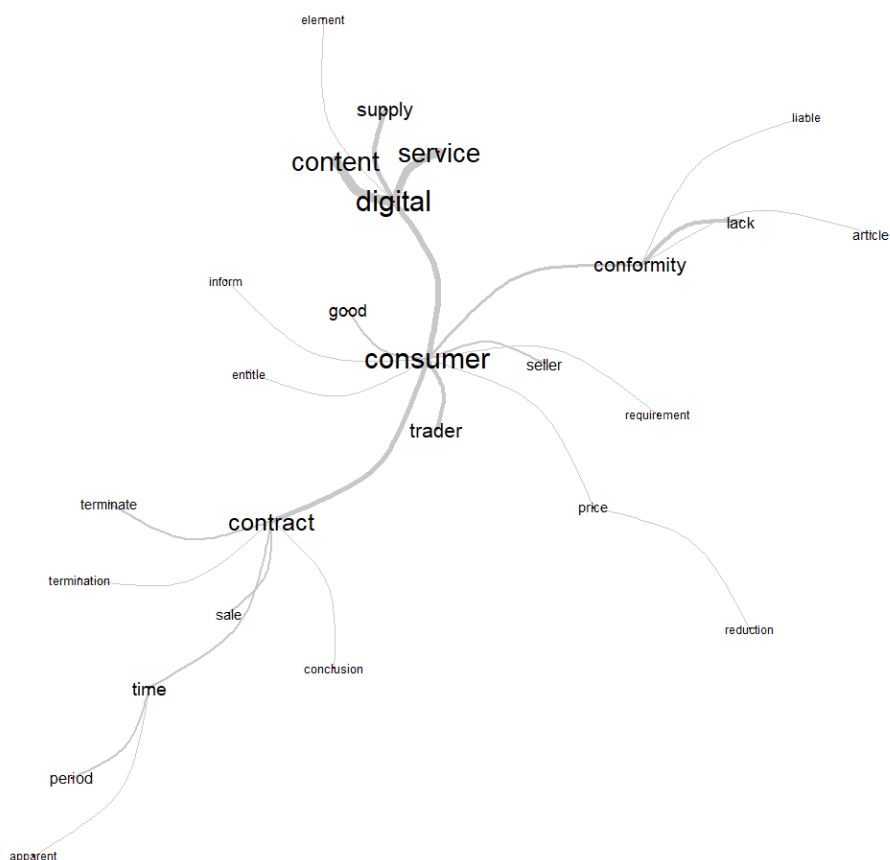 element
supply
liable
service
content
digital
lack
article
conformity
inform
good
consumer
seller
entitle
requirement
trader
terminate
price
contract
termination
sale
reduction
conclusion
time
period
apparent